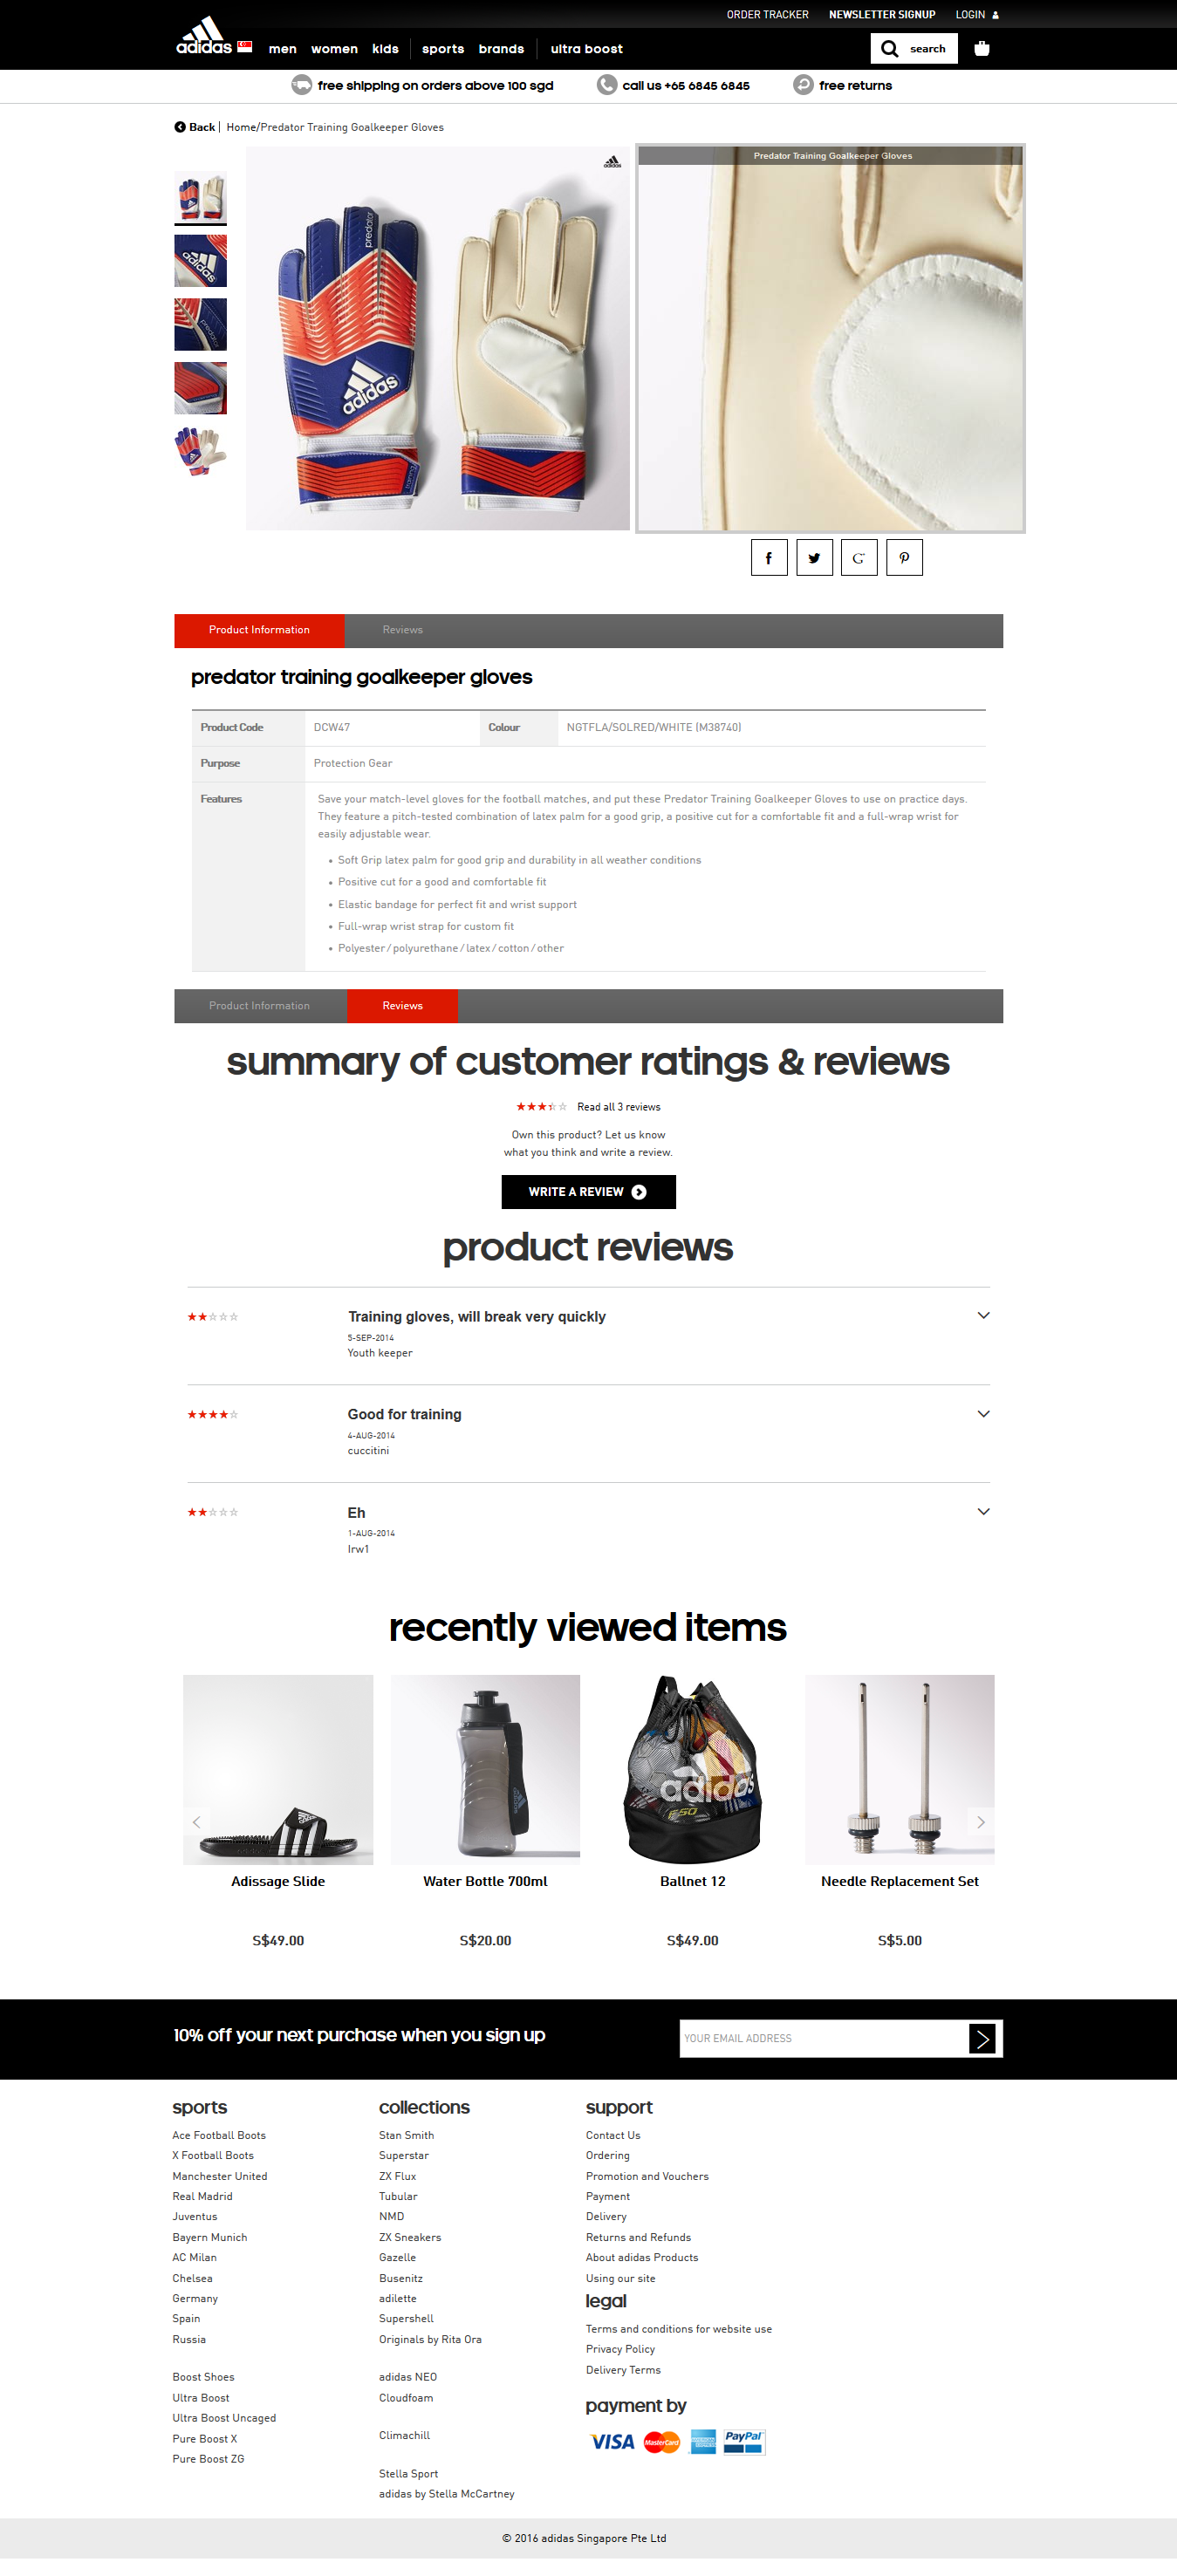 ORDER TRACKER NEWSLETTER SIGNUP LOGIN
adidas men women kids sports brands ultra boost search
free shipping on orders above 100 sgd call us +65 6845 6845 free returns
Back | Home/Predator Training Goalkeeper Gloves
adidas
Predator Training Goalkeeper Gloves
predator
adidas
training
adidas
predator
Product Information Reviews
predator training goalkeeper gloves
Product Code DCW47 Colour NGTFLA/SOLRED/WHITE (M38740)
Purpose Protection Gear
Features Save your match-level gloves for the football matches, and put these Predator Training Goalkeeper Gloves to use on practice days.
They feature a pitch-tested combination of latex palm for a good grip, a positive cut for a comfortable fit and a full-wrap wrist for
easily adjustable wear.
• Soft Grip latex palm for good grip and durability in all weather conditions
• Positive cut for a good and comfortable fit
• Elastic bandage for perfect fit and wrist support
• Full-wrap wrist strap for custom fit
• Polyester / polyurethane / latex / cotton / other
Product Information Reviews
summary of customer ratings & reviews
Read all 3 reviews
Own this product? Let us know
what you think and write a review.
WRITE A REVIEW
product reviews
Training gloves, will break very quickly
5-SEP-2014
Youth keeper
Good for training
4-AUG-2014
cuccitini
Eh
1-AUG-2014
lrw1
recently viewed items
adidas
F50
Adissage Slide Water Bottle 700ml Ballnet 12 Needle Replacement Set
S$49.00 S$20.00 S$49.00 S$5.00
10% off your next purchase when you sign up YOUR EMAIL ADDRESS
sports
Ace Football Boots
X Football Boots
Manchester United
Real Madrid
Juventus
Bayern Munich
AC Milan
Chelsea
Germany
Spain
Russia
Boost Shoes
Ultra Boost
Ultra Boost Uncaged
Pure Boost X
Pure Boost ZG
collections
Stan Smith
Superstar
ZX Flux
Tubular
NMD
ZX Sneakers
Gazelle
Busenitz
adilette
Supershell
Originals by Rita Ora
adidas NEO
Cloudfoam
Climachill
Stella Sport
adidas by Stella McCartney
support
Contact Us
Ordering
Promotion and Vouchers
Payment
Delivery
Returns and Refunds
About adidas Products
Using our site
legal
Terms and conditions for website use
Privacy Policy
Delivery Terms
payment by
VISA MasterCard PayPal
© 2016 adidas Singapore Pte Ltd